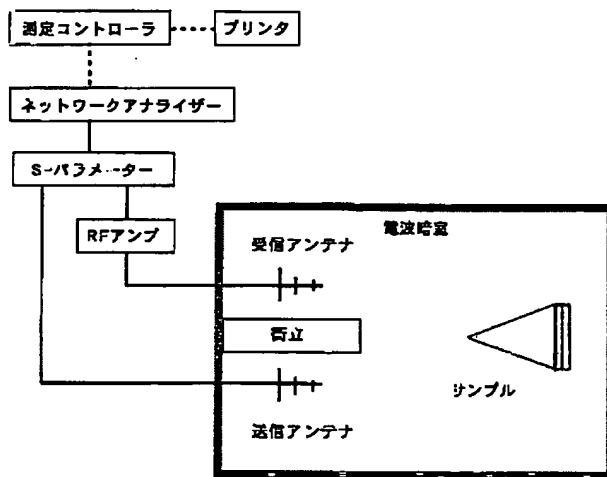 測定コントローラ
プリンタ
ネットワークアナライザー
S-パラメーター
RFアンプ
電波暗室
受信アンテナ
衝立
サンプル
送信アンテナ